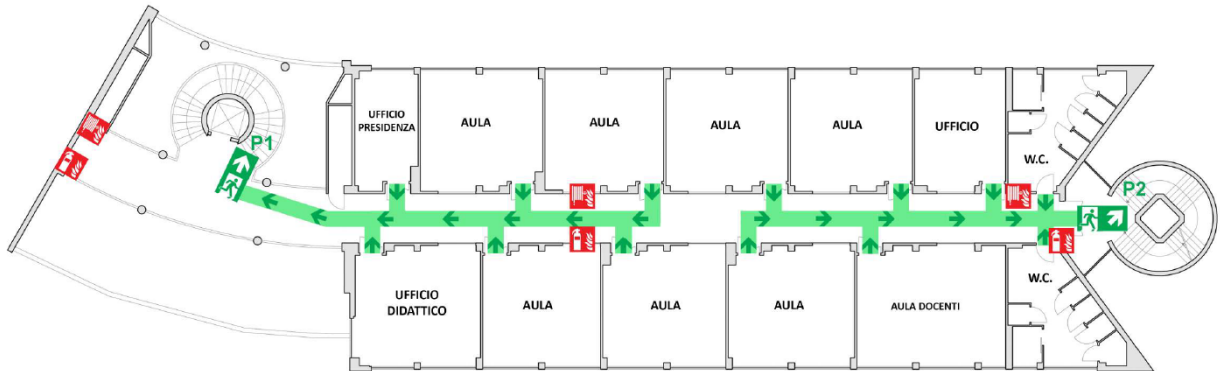 P1
UFFICIO
PRESIDENZA
AULA
AULA
AULA
AULA
UFFICIO
W.C.
P2
UFFICIO
DIDATTICO
AULA
AULA
AULA
AULA DOCENTI
W.C.